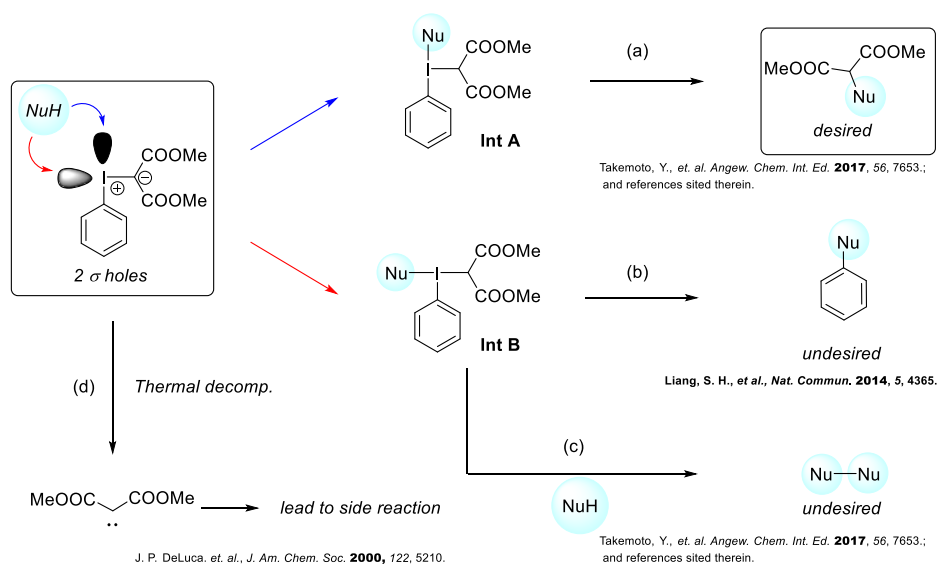 Nu
COOMe
I
COOMe
Int A
(a)
COOMe
MeOOC
Nu
desired
Takemoto, Y., et. al. Angew. Chem. Int. Ed. 2017, 56, 7653.;
and references sited therein.
NuH
COOMe
I
+
−
COOMe
2 σ holes
Nu
I
COOMe
COOMe
Int B
(b)
Nu
undesired
Liang, S. H., et al., Nat. Commun. 2014, 5, 4365.
(d)
Thermal decomp.
(c)
NuH
Nu
Nu
undesired
Takemoto, Y., et. al. Angew. Chem. Int. Ed. 2017, 56, 7653.;
and references sited therein.
MeOOC
COOMe
..
lead to side reaction
J. P. DeLuca. et. al., J. Am. Chem. Soc. 2000, 122, 5210.